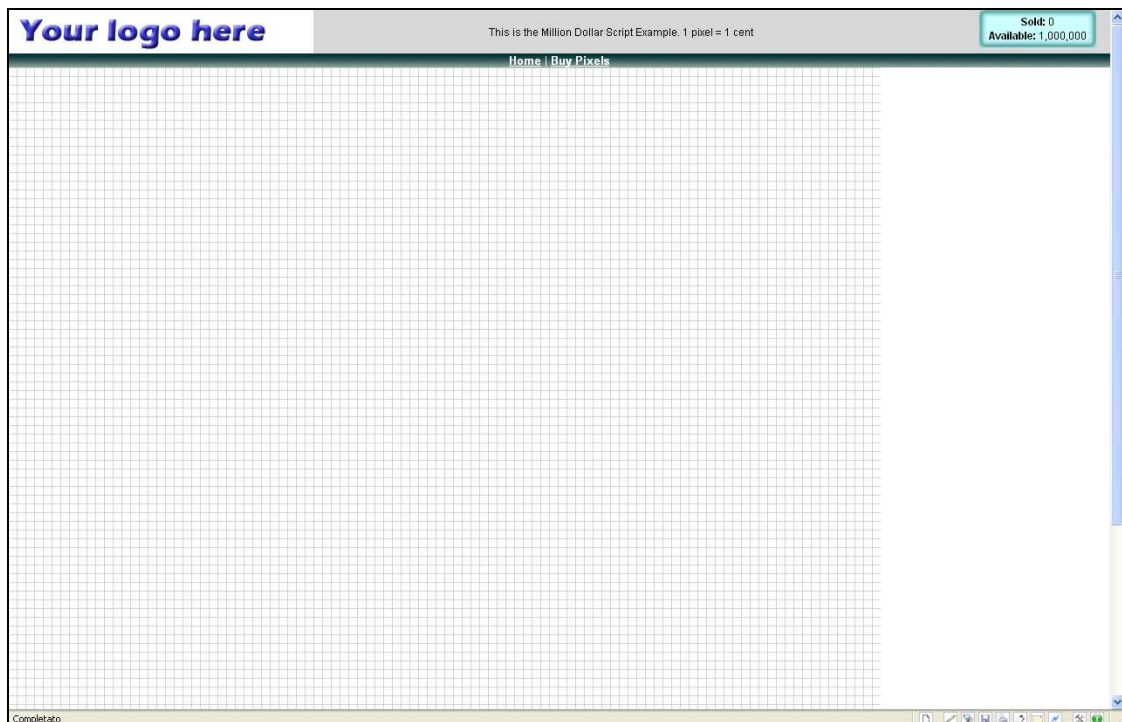 Your logo here
This is the Million Dollar Script Example. 1 pixel = 1 cent
Sold: 0
Available: 1,000,000
Home | Buy Pixels
Completato